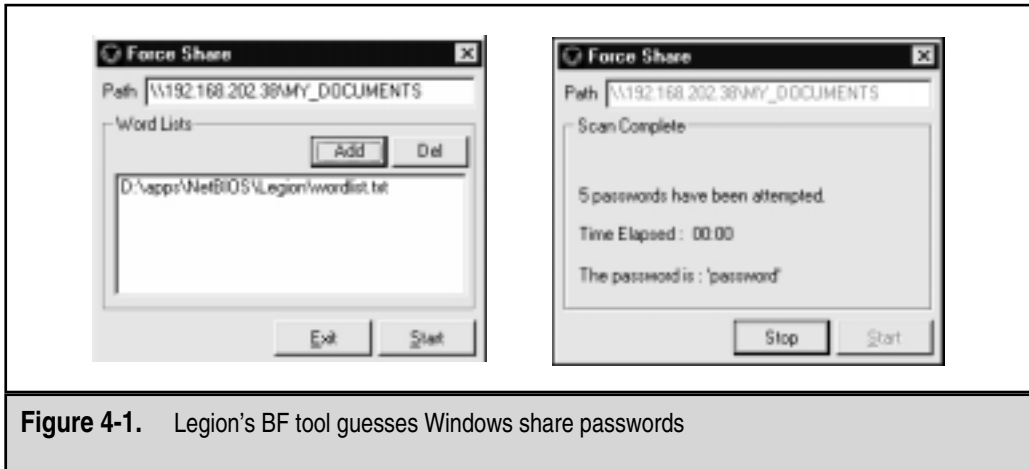 Force Share
Path \\192.168.202.38\MY_DOCUMENTS
Word Lists
Add Del
D:\apps\NetBIOS\Legion\wordlist.txt
Exit Start
Force Share
Path \\192.168.202.38\MY_DOCUMENTS
Scan Complete
5 passwords have been attempted.
Time Elapsed : 00:00
The password is : 'password'
Stop Start
Figure 4-1. Legion's BF tool guesses Windows share passwords